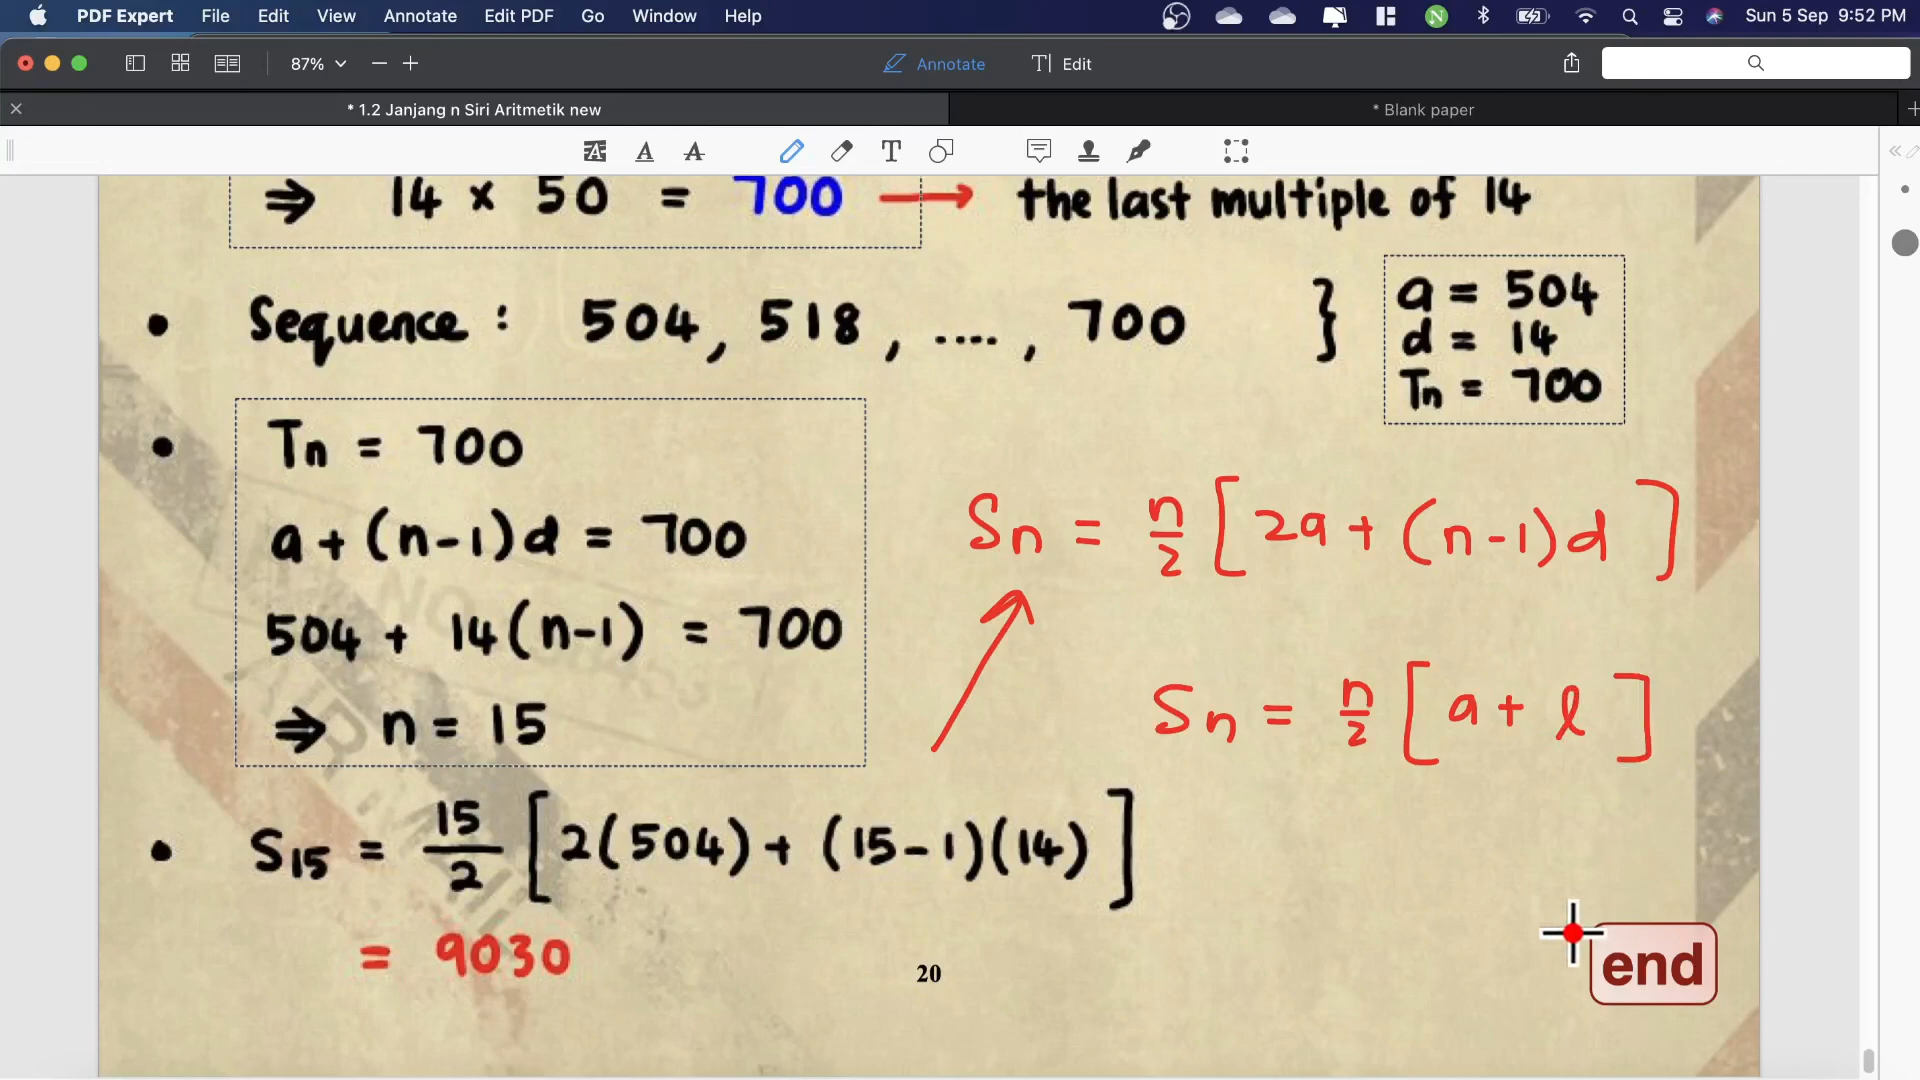 PDF Expert File Edit View Annotate Edit PDF Go Window Help Sun 5 Sep 9:52 PM
87% Annotate T| Edit
* 1.2 Janjang n Siri Aritmetik new * Blank paper
⇒ 14 x 50 = 700 → the last multiple of 14
• Sequence : 504, 518, ...., 700 }
a = 504
d = 14
Tn = 700
• Tn = 700
a + (n-1)d = 700
504 + 14(n-1) = 700
⇒ n = 15
Sn = n/2 [2a + (n-1)d]
Sn = n/2 [a + l]
• S15 = 15/2 [2(504) + (15-1)(14)]
= 9030
20
end